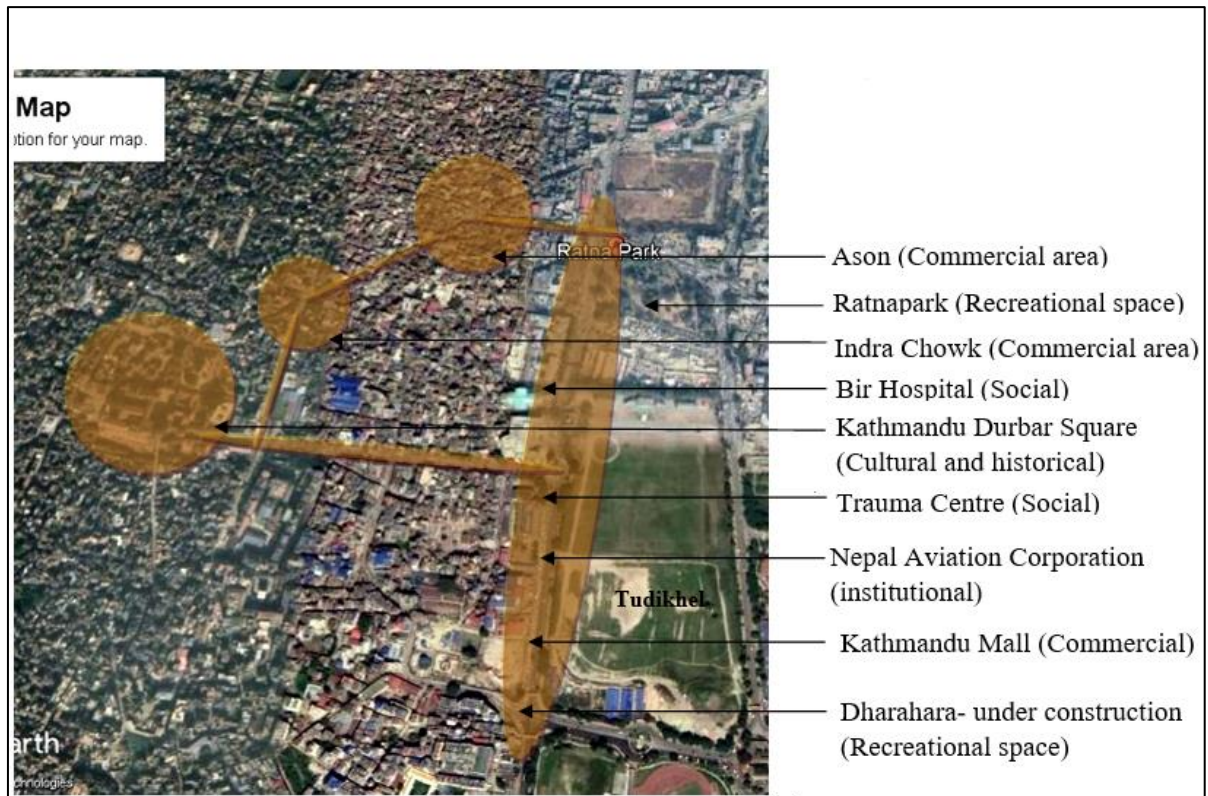 Map
otion for your map.
Ratna Park
Ason (Commercial area)
Ratnapark (Recreational space)
Indra Chowk (Commercial area)
Bir Hospital (Social)
Kathmandu Durbar Square
(Cultural and historical)
Trauma Centre (Social)
Nepal Aviation Corporation
(institutional)
Tudikhel
Kathmandu Mall (Commercial)
Dharahara- under construction
(Recreational space)
arth
chnologies